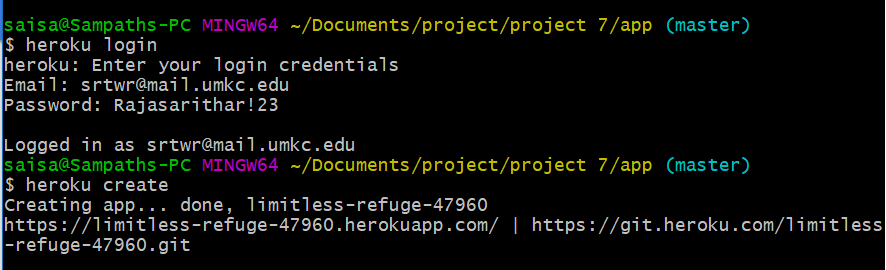 saisa@Sampaths-PC MINGW64 ~/Documents/project/project 7/app (master)
$ heroku login
heroku: Enter your login credentials
Email: srtwr@mail.umkc.edu
Password: Rajasarithar!23
Logged in as srtwr@mail.umkc.edu
saisa@Sampaths-PC MINGW64 ~/Documents/project/project 7/app (master)
$ heroku create
Creating app... done, limitless-refuge-47960
https://limitless-refuge-47960.herokuapp.com/ | https://git.heroku.com/limitless
-refuge-47960.git